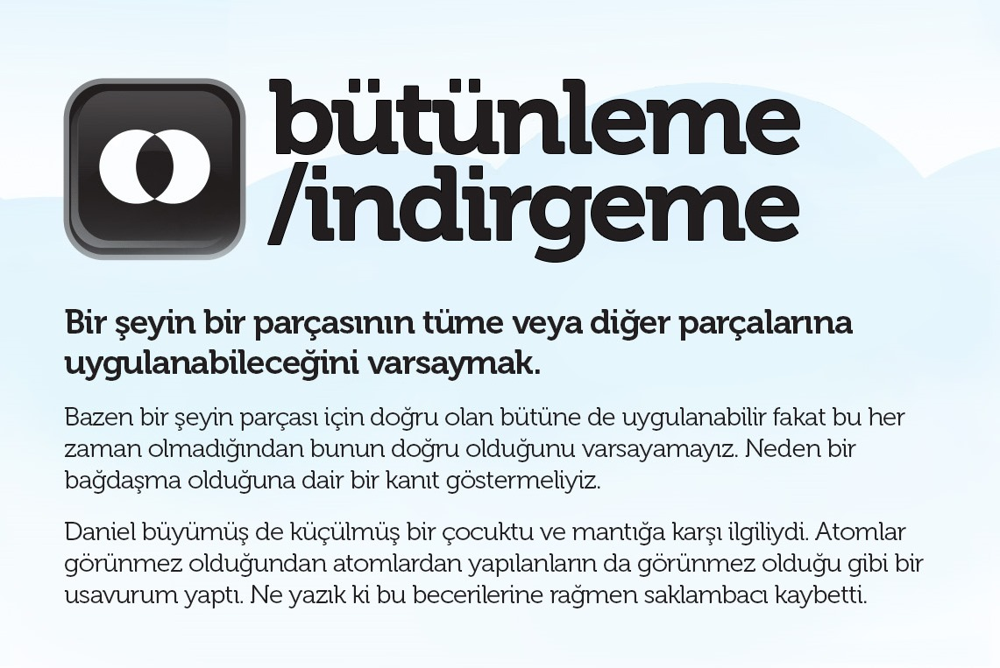 bütünleme
/indirgeme
Bir şeyin bir parçasının tüme veya diğer parçalarına
uygulanabileceğini varsaymak.
Bazen bir şeyin parçası için doğru olan bütüne de uygulanabilir fakat bu her
zaman olmadığından bunun doğru olduğunu varsayamayız. Neden bir
bağdaşma olduğuna dair bir kanıt göstermeliyiz.
Daniel büyümüş de küçülmüş bir çocuktu ve mantığa karşı ilgiliydi. Atomlar
görünmez olduğundan atomlardan yapılanların da görünmez olduğu gibi bir
usavurum yaptı. Ne yazık ki bu becerilerine rağmen saklambacı kaybetti.